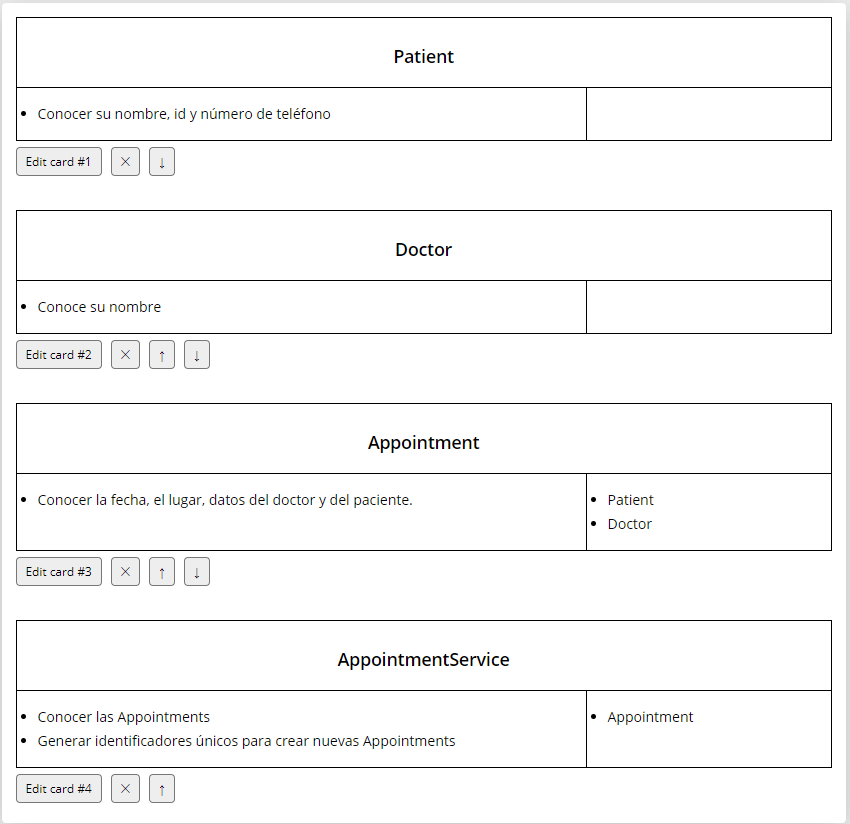 Patient
• Conocer su nombre, id y número de teléfono
Edit card #1 × ↓
Doctor
• Conoce su nombre
Edit card #2 × ↑ ↓
Appointment
• Conocer la fecha, el lugar, datos del doctor y del paciente.
• Patient
• Doctor
Edit card #3 × ↑ ↓
AppointmentService
• Conocer las Appointments
• Generar identificadores únicos para crear nuevas Appointments
• Appointment
Edit card #4 × ↑